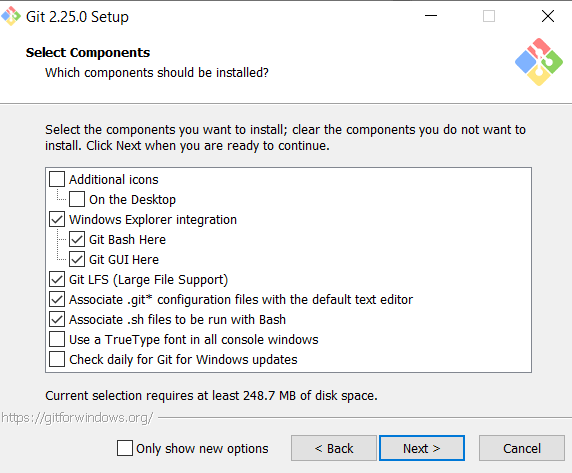 Git 2.25.0 Setup
Select Components
Which components should be installed?
Select the components you want to install; clear the components you do not want to
install. Click Next when you are ready to continue.
Additional icons
On the Desktop
Windows Explorer integration
Git Bash Here
Git GUI Here
Git LFS (Large File Support)
Associate .git* configuration files with the default text editor
Associate .sh files to be run with Bash
Use a TrueType font in all console windows
Check daily for Git for Windows updates
Current selection requires at least 248.7 MB of disk space.
https://gitforwindows.org/
Only show new options
< Back
Next >
Cancel